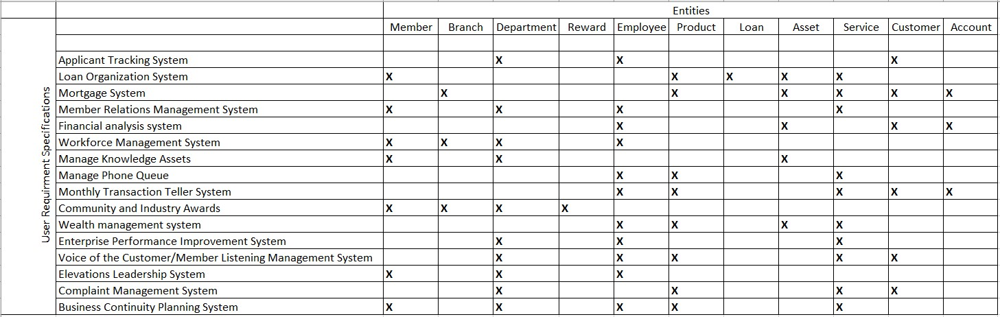 Entities
Member Branch Department Reward Employee Product Loan Asset Service Customer Account
User Requirment Specifications
Applicant Tracking System X X X
Loan Organization System X X X X X
Mortgage System X X X X X X
Member Relations Management System X X X X
Financial analysis system X X X X
Workforce Management System X X X X
Manage Knowledge Assets X X X
Manage Phone Queue X X X
Monthly Transaction Teller System X X X X X
Community and Industry Awards X X X X
Wealth management system X X X X
Enterprise Performance Improvement System X X X
Voice of the Customer/Member Listening Management System X X X X X
Elevations Leadership System X X X
Complaint Management System X X X X
Business Continuity Planning System X X X X X